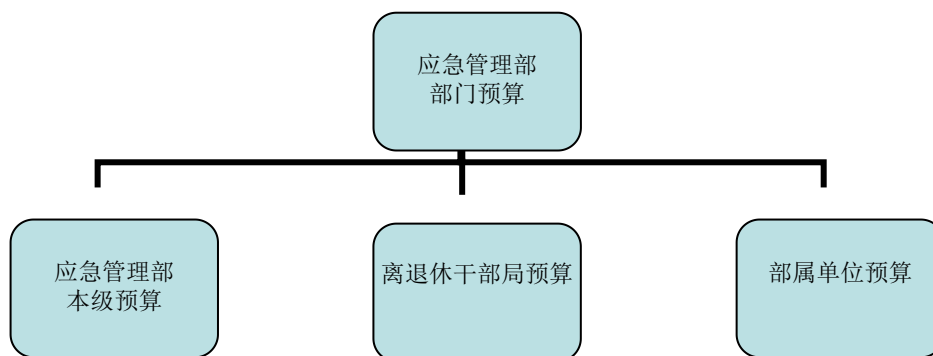 应急管理部
部门预算
应急管理部
本级预算
离退休干部局预算
部属单位预算